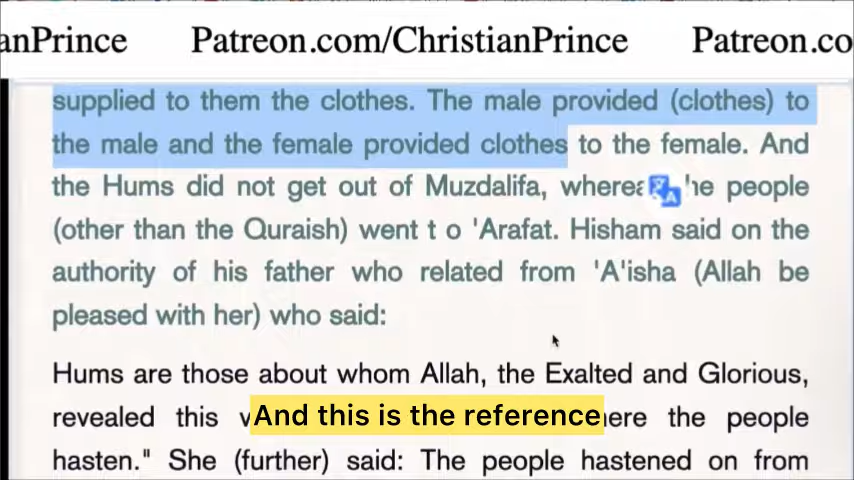 anPrince Patreon.com/ChristianPrince Patreon.co
supplied to them the clothes. The male provided (clothes) to
the male and the female provided clothes to the female. And
the Hums did not get out of Muzdalifa, the people
(other than the Quraish) went t o 'Arafat. Hisham said on the
authority of his father who related from 'A'isha (Allah be
pleased with her) who said:
Hums are those about whom Allah, the Exalted and Glorious,
revealed this the people
And this is the reference
hasten." She (further) said: The people hastened on from